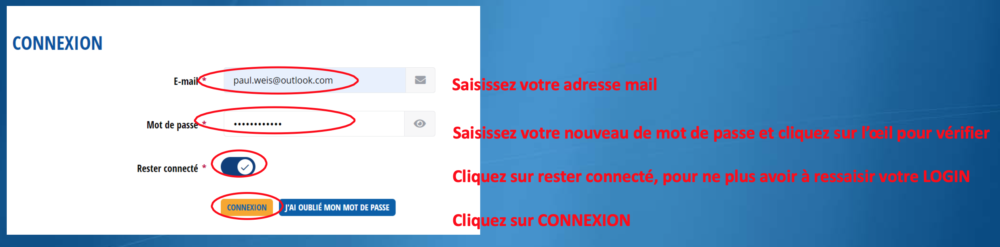 CONNEXION
E-mail * paul.weis@outlook.com
Saisissez votre adresse mail
Mot de passe * ••••••••••••
Saisissez votre nouveau de mot de passe et cliquez sur l’œil pour vérifier
Rester connecté *
Cliquez sur rester connecté, pour ne plus avoir à ressaisir votre LOGIN
CONNEXION J'AI OUBLIÉ MON MOT DE PASSE
Cliquez sur CONNEXION